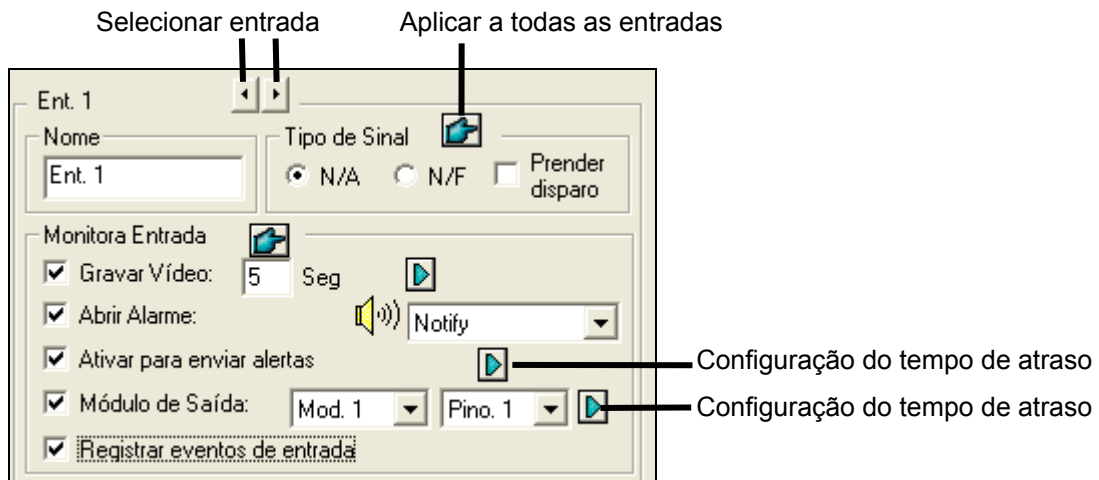 Selecionar entrada
Aplicar a todas as entradas
Ent. 1
Nome
Ent. 1
Tipo de Sinal
N/A
N/F
Prender
disparo
Monitora Entrada
Gravar Vídeo:
5
Seg
Abrir Alarme:
Notify
Ativar para enviar alertas
Configuração do tempo de atraso
Módulo de Saída:
Mod. 1
Pino. 1
Configuração do tempo de atraso
Registrar eventos de entrada